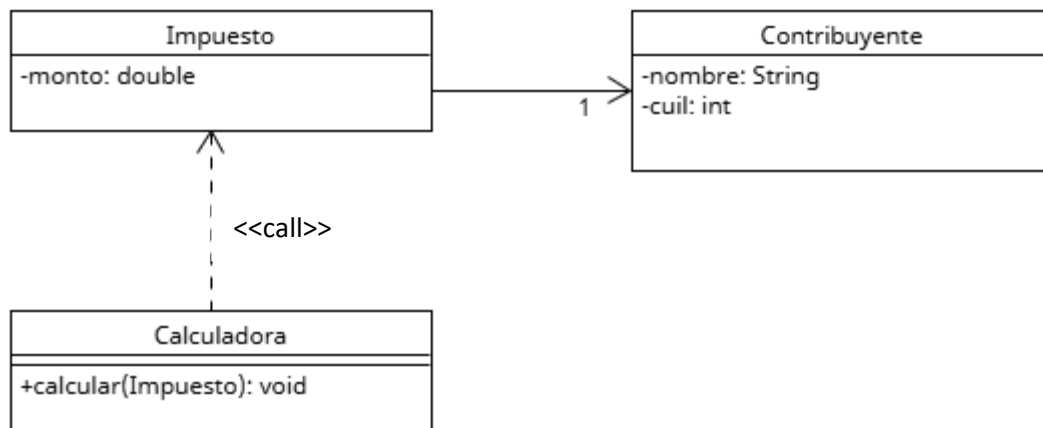 Impuesto
-monto: double
Contribuyente
-nombre: String
-cuil: int
1
<<call>>
Calculadora
+calcular(Impuesto): void